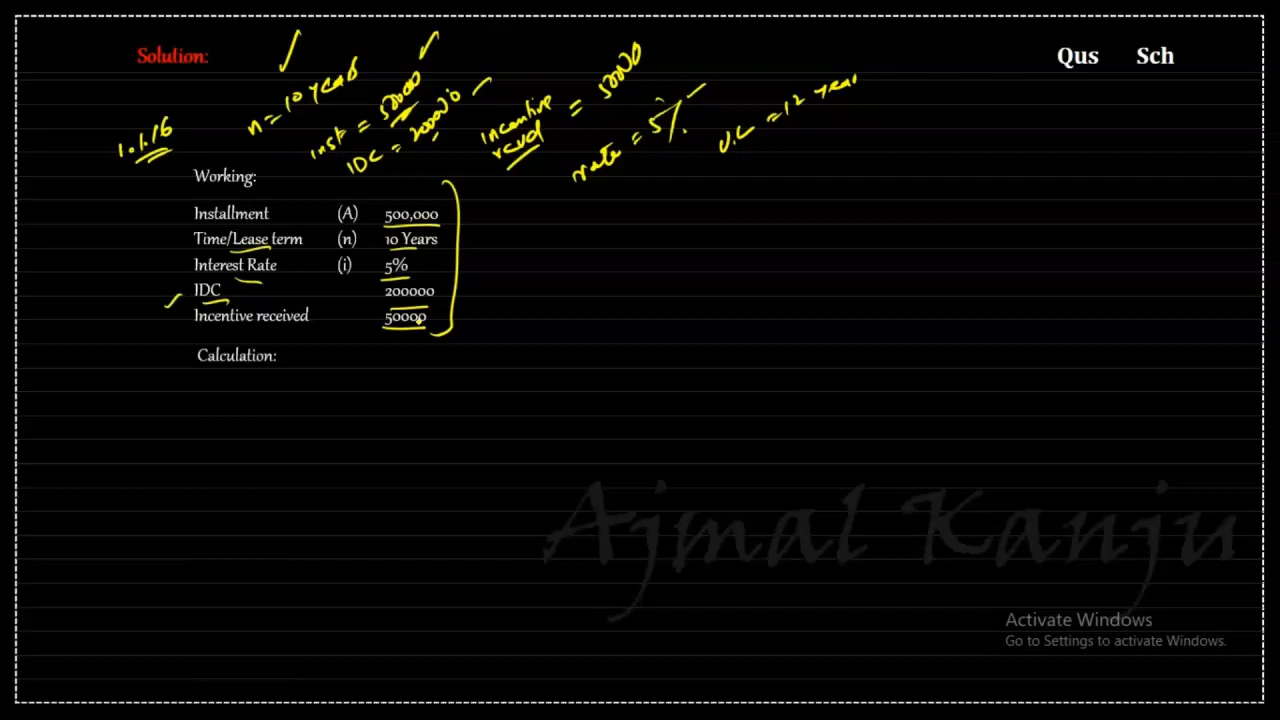 Solution:
Qus Sch
1.1.16
n = 10 years
inst = 500000
IDC = 200000
incentive
rcvd = 50000
rate = 5%
U.L = 12 year
Working:
Installment (A) 500,000
Time/Lease term (n) 10 Years
Interest Rate (i) 5%
IDC 200000
Incentive received 50000
Calculation:
Ajmal Kanju
Activate Windows
Go to Settings to activate Windows.